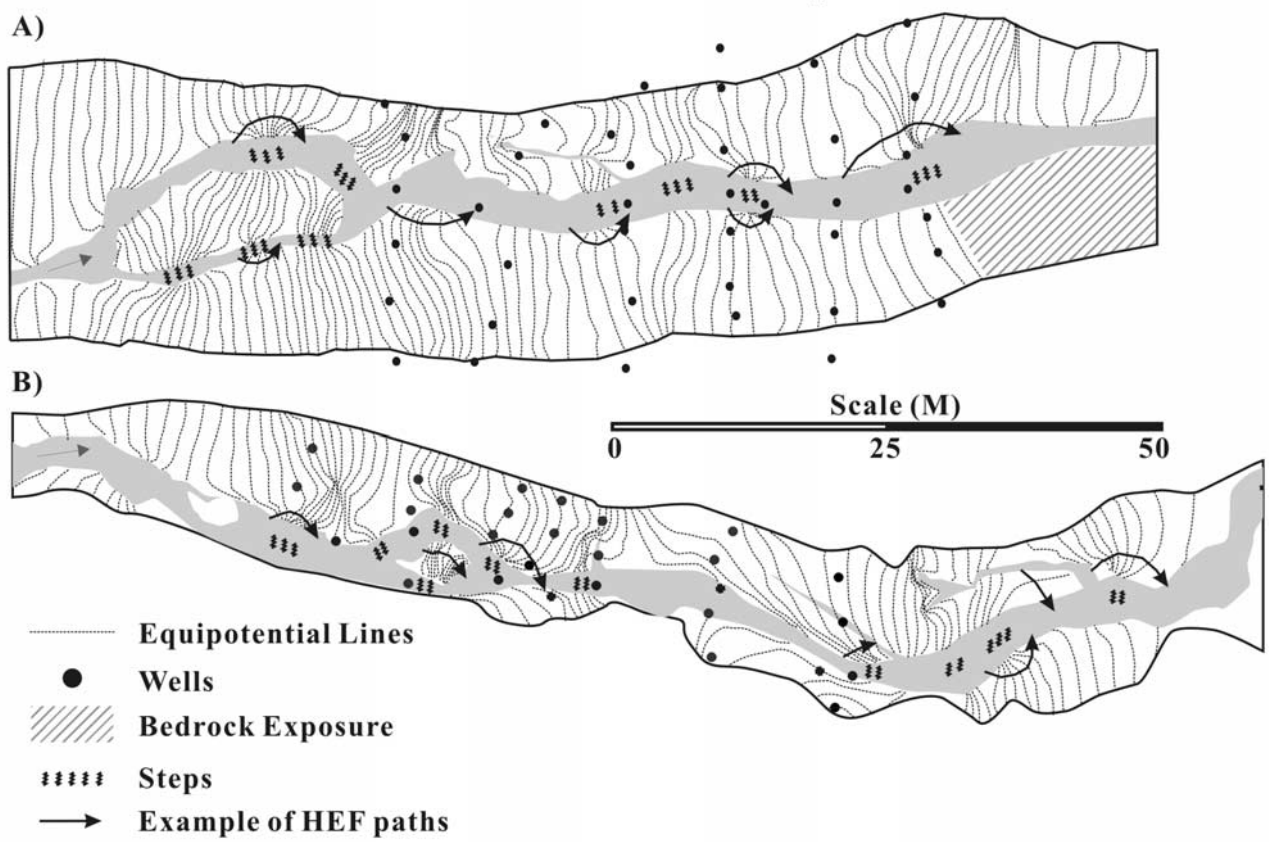 A)
B)
Scale (M)
0 25 50
Equipotential Lines
Wells
Bedrock Exposure
Steps
Example of HEF paths